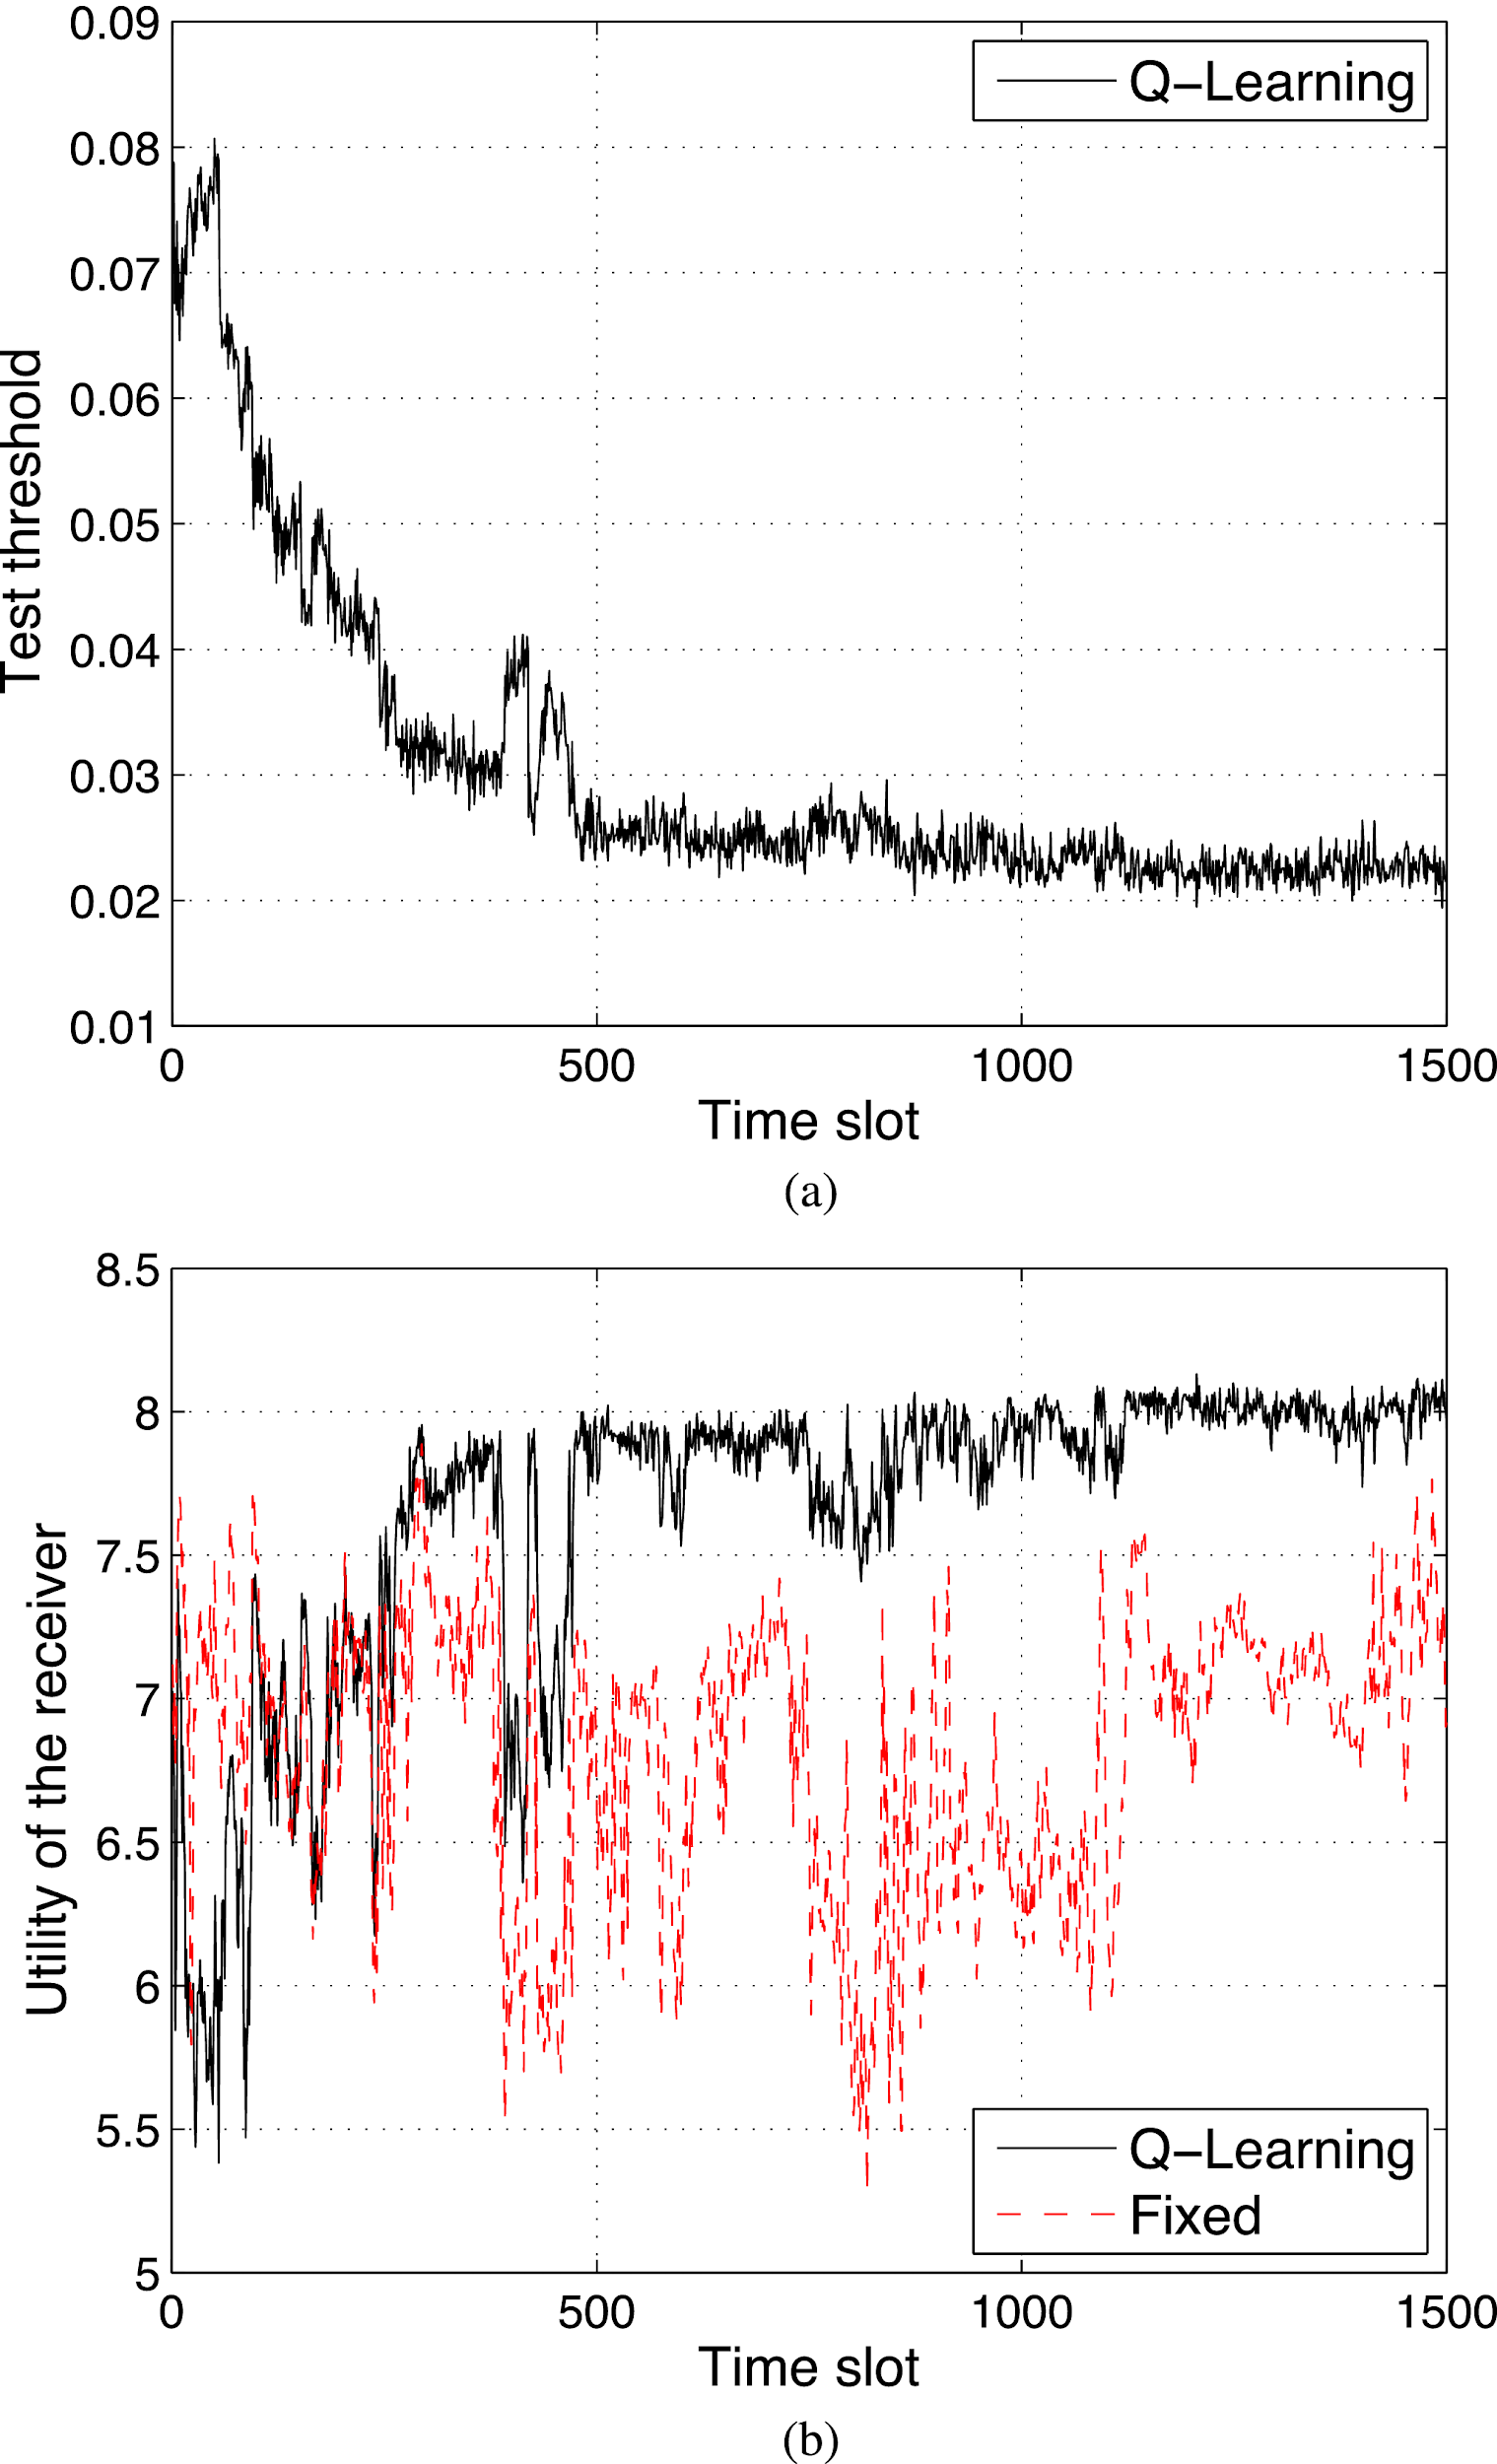 0.09
Q-Learning
0.08
0.07
0.06
0.05
0.04
0.03
0.02
0.01
Test threshold
0 500 1000 1500
Time slot
(a)
8.5
8
7.5
7
6.5
6
5.5
5
Utility of the receiver
Q-Learning
Fixed
0 500 1000 1500
Time slot
(b)